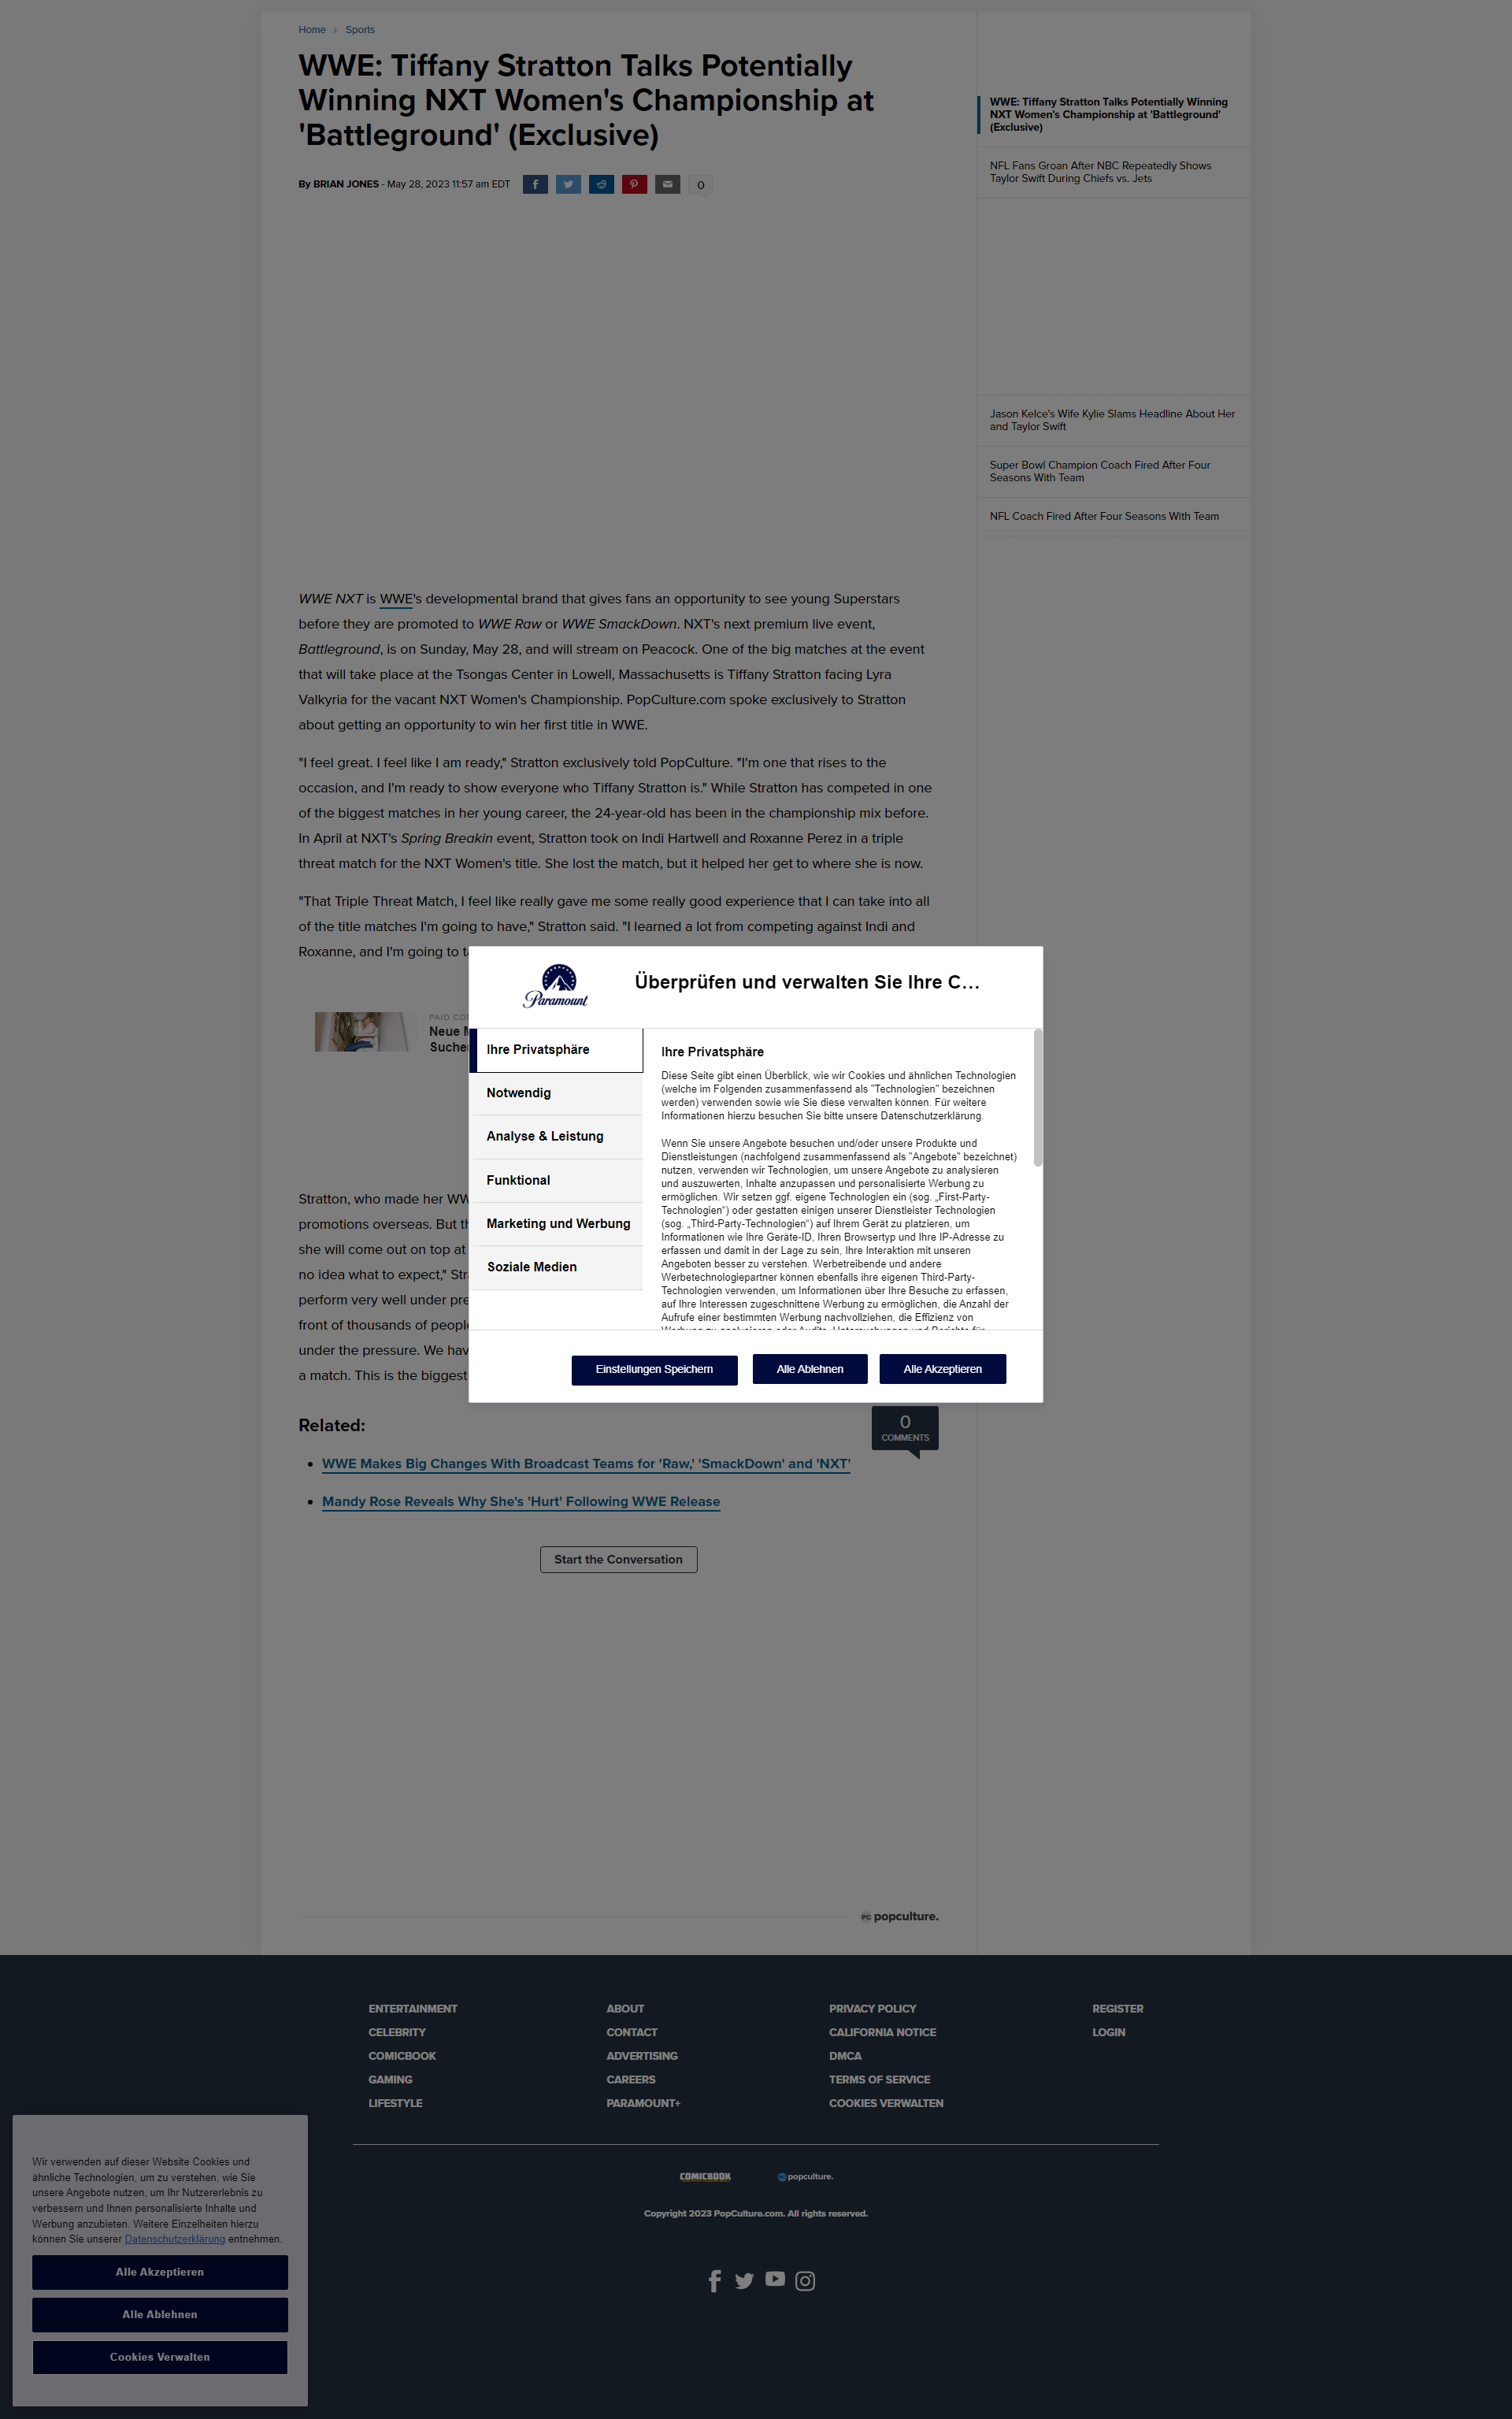 Home > Sports
WWE: Tiffany Stratton Talks Potentially
Winning NXT Women's Championship at
'Battleground' (Exclusive)
By BRIAN JONES - May 28, 2023 11:57 am EDT
0
WWE: Tiffany Stratton Talks Potentially Winning
NXT Women's Championship at 'Battleground'
(Exclusive)
NFL Fans Groan After NBC Repeatedly Shows
Taylor Swift During Chiefs vs. Jets
Jason Kelce's Wife Kylie Slams Headline About Her
and Taylor Swift
Super Bowl Champion Coach Fired After Four
Seasons With Team
NFL Coach Fired After Four Seasons With Team
WWE NXT is WWE's developmental brand that gives fans an opportunity to see young Superstars
before they are promoted to WWE Raw or WWE SmackDown. NXT's next premium live event,
Battleground, is on Sunday, May 28, and will stream on Peacock. One of the big matches at the event
that will take place at the Tsongas Center in Lowell, Massachusetts is Tiffany Stratton facing Lyra
Valkyria for the vacant NXT Women's Championship. PopCulture.com spoke exclusively to Stratton
about getting an opportunity to win her first title in WWE.
"I feel great. I feel like I am ready," Stratton exclusively told PopCulture. "I'm one that rises to the
occasion, and I'm ready to show everyone who Tiffany Stratton is." While Stratton has competed in one
of the biggest matches in her young career, the 24-year-old has been in the championship mix before.
In April at NXT's Spring Breakin event, Stratton took on Indi Hartwell and Roxanne Perez in a triple
threat match for the NXT Women's title. She lost the match, but it helped her get to where she is now.
"That Triple Threat Match, I feel like really gave me some really good experience that I can take into all
of the title matches I'm going to have," Stratton said. "I learned a lot from competing against Indi and
Roxanne, and I'm going to
PAID
Neue
Stratton, who made her
promotions overseas. But
she will come out on top at
no idea what to expect,"
perform very well under
front of thousands of
under the pressure. We
a match. This is the biggest
Paramount
Überprüfen und verwalten Sie Ihre C...
Ihre Privatsphäre
Notwendig
Analyse & Leistung
Funktional
Marketing und Werbung
Soziale Medien
Ihre Privatsphäre
Diese Seite gibt einen Überblick, wie wir Cookies und ähnlichen Technologien
(welche im Folgenden zusammenfassend als "Technologien" bezeichnen
werden) verwenden sowie wie Sie diese verwalten können. Für weitere
Informationen hierzu besuchen Sie bitte unsere Datenschutzerklärung.
Wenn Sie unsere Angebote besuchen und/oder unsere Produkte und
Dienstleistungen (nachfolgend zusammenfassend als "Angebote" bezeichnet)
nutzen, verwenden wir Technologien, um unsere Angebote zu analysieren
und auszuwerten, Inhalte anzupassen und personalisierte Werbung zu
ermöglichen. Wir setzen ggf. eigene Technologien ein (sog. „First-Party-
Technologien“) oder gestatten einigen unserer Dienstleister Technologien
(sog. „Third-Party-Technologien“) auf Ihrem Gerät zu platzieren, um
Informationen wie Ihre Geräte-ID, Ihren Browsertyp und Ihre IP-Adresse zu
erfassen und damit in der Lage zu sein, Ihre Interaktion mit unseren
Angeboten besser zu verstehen. Werbetreibende und andere
Werbetechnologiepartner können ebenfalls ihre eigenen Third-Party-
Technologien verwenden, um Informationen über Ihre Besuche zu erfassen,
auf Ihre Interessen zugeschnittene Werbung zu ermöglichen, die Anzahl der
Aufrufe einer bestimmten Werbung nachvollziehen, die Effizienz von
Einstellungen Speichern
Alle Ablehnen
Alle Akzeptieren
Related:
0
COMMENTS
WWE Makes Big Changes With Broadcast Teams for 'Raw,' 'SmackDown' and 'NXT'
Mandy Rose Reveals Why She's 'Hurt' Following WWE Release
Start the Conversation
PC popculture.
ENTERTAINMENT
CELEBRITY
COMICBOOK
GAMING
LIFESTYLE
ABOUT
CONTACT
ADVERTISING
CAREERS
PARAMOUNT+
PRIVACY POLICY
CALIFORNIA NOTICE
DMCA
TERMS OF SERVICE
COOKIES VERWALTEN
REGISTER
LOGIN
COMICBOOK
popculture.
Copyright 2023 PopCulture.com. All rights reserved.
Wir verwenden auf dieser Website Cookies und
ähnliche Technologien, um zu verstehen, wie Sie
unsere Angebote nutzen, um Ihr Nutzererlebnis zu
verbessern und Ihnen personalisierte Inhalte und
Werbung anzubieten. Weitere Einzelheiten hierzu
können Sie unserer Datenschutzerklärung entnehmen.
Alle Akzeptieren
Alle Ablehnen
Cookies Verwalten